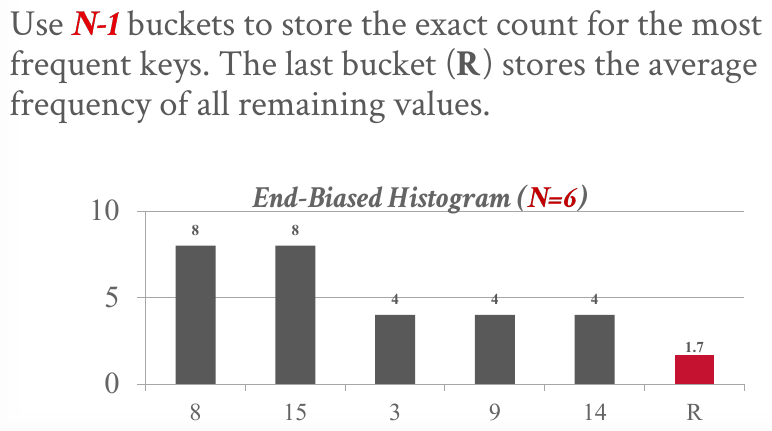 Use N-1 buckets to store the exact count for the most
frequent keys. The last bucket (R) stores the average
frequency of all remaining values.
End-Biased Histogram (N=6)
10
5
0
8
8
4
4
4
1.7
8
15
3
9
14
R